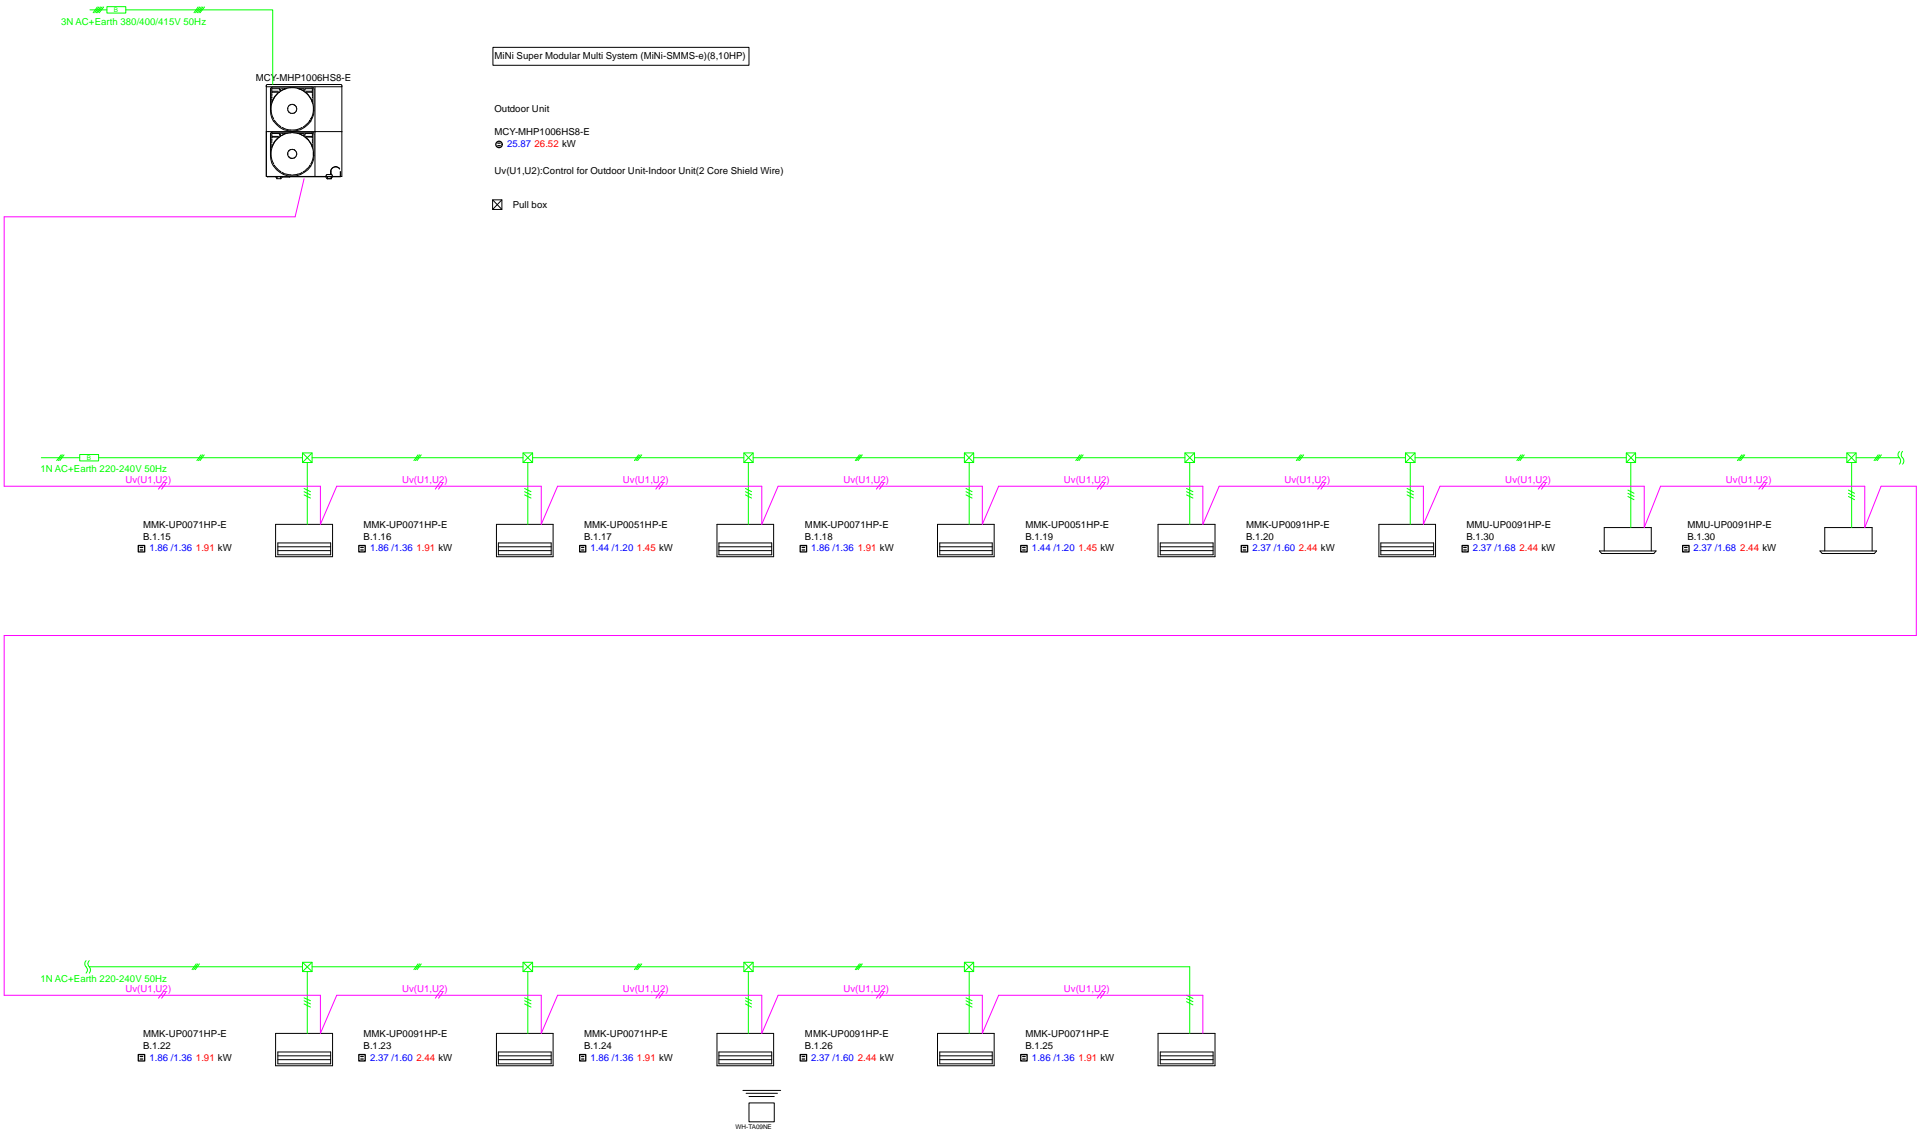 3N AC+Earth 380/400/415V 50Hz
MiNi Super Modular Multi System (MiNi-SMMS-e)(8,10HP)
MCY-MHP1006HS8-E
Outdoor Unit
MCY-MHP1006HS8-E
25.87 26.52 kW
Uv(U1,U2):Control for Outdoor Unit-Indoor Unit(2 Core Shield Wire)
Pull box
1N AC+Earth 220-240V 50Hz
Uv(U1,U2) Uv(U1,U2) Uv(U1,U2) Uv(U1,U2) Uv(U1,U2) Uv(U1,U2) Uv(U1,U2) Uv(U1,U2)
MMK-UP0071HP-E
B.1.15
1.86 /1.36 1.91 kW
MMK-UP0071HP-E
B.1.16
1.86 /1.36 1.91 kW
MMK-UP0051HP-E
B.1.17
1.44 /1.20 1.45 kW
MMK-UP0071HP-E
B.1.18
1.86 /1.36 1.91 kW
MMK-UP0051HP-E
B.1.19
1.44 /1.20 1.45 kW
MMK-UP0091HP-E
B.1.20
2.37 /1.60 2.44 kW
MMU-UP0091HP-E
B.1.30
2.37 /1.68 2.44 kW
MMU-UP0091HP-E
B.1.30
2.37 /1.68 2.44 kW
1N AC+Earth 220-240V 50Hz
Uv(U1,U2) Uv(U1,U2) Uv(U1,U2) Uv(U1,U2) Uv(U1,U2)
MMK-UP0071HP-E
B.1.22
1.86 /1.36 1.91 kW
MMK-UP0091HP-E
B.1.23
2.37 /1.60 2.44 kW
MMK-UP0071HP-E
B.1.24
1.86 /1.36 1.91 kW
MMK-UP0091HP-E
B.1.26
2.37 /1.60 2.44 kW
MMK-UP0071HP-E
B.1.25
1.86 /1.36 1.91 kW
WH-TA09NE